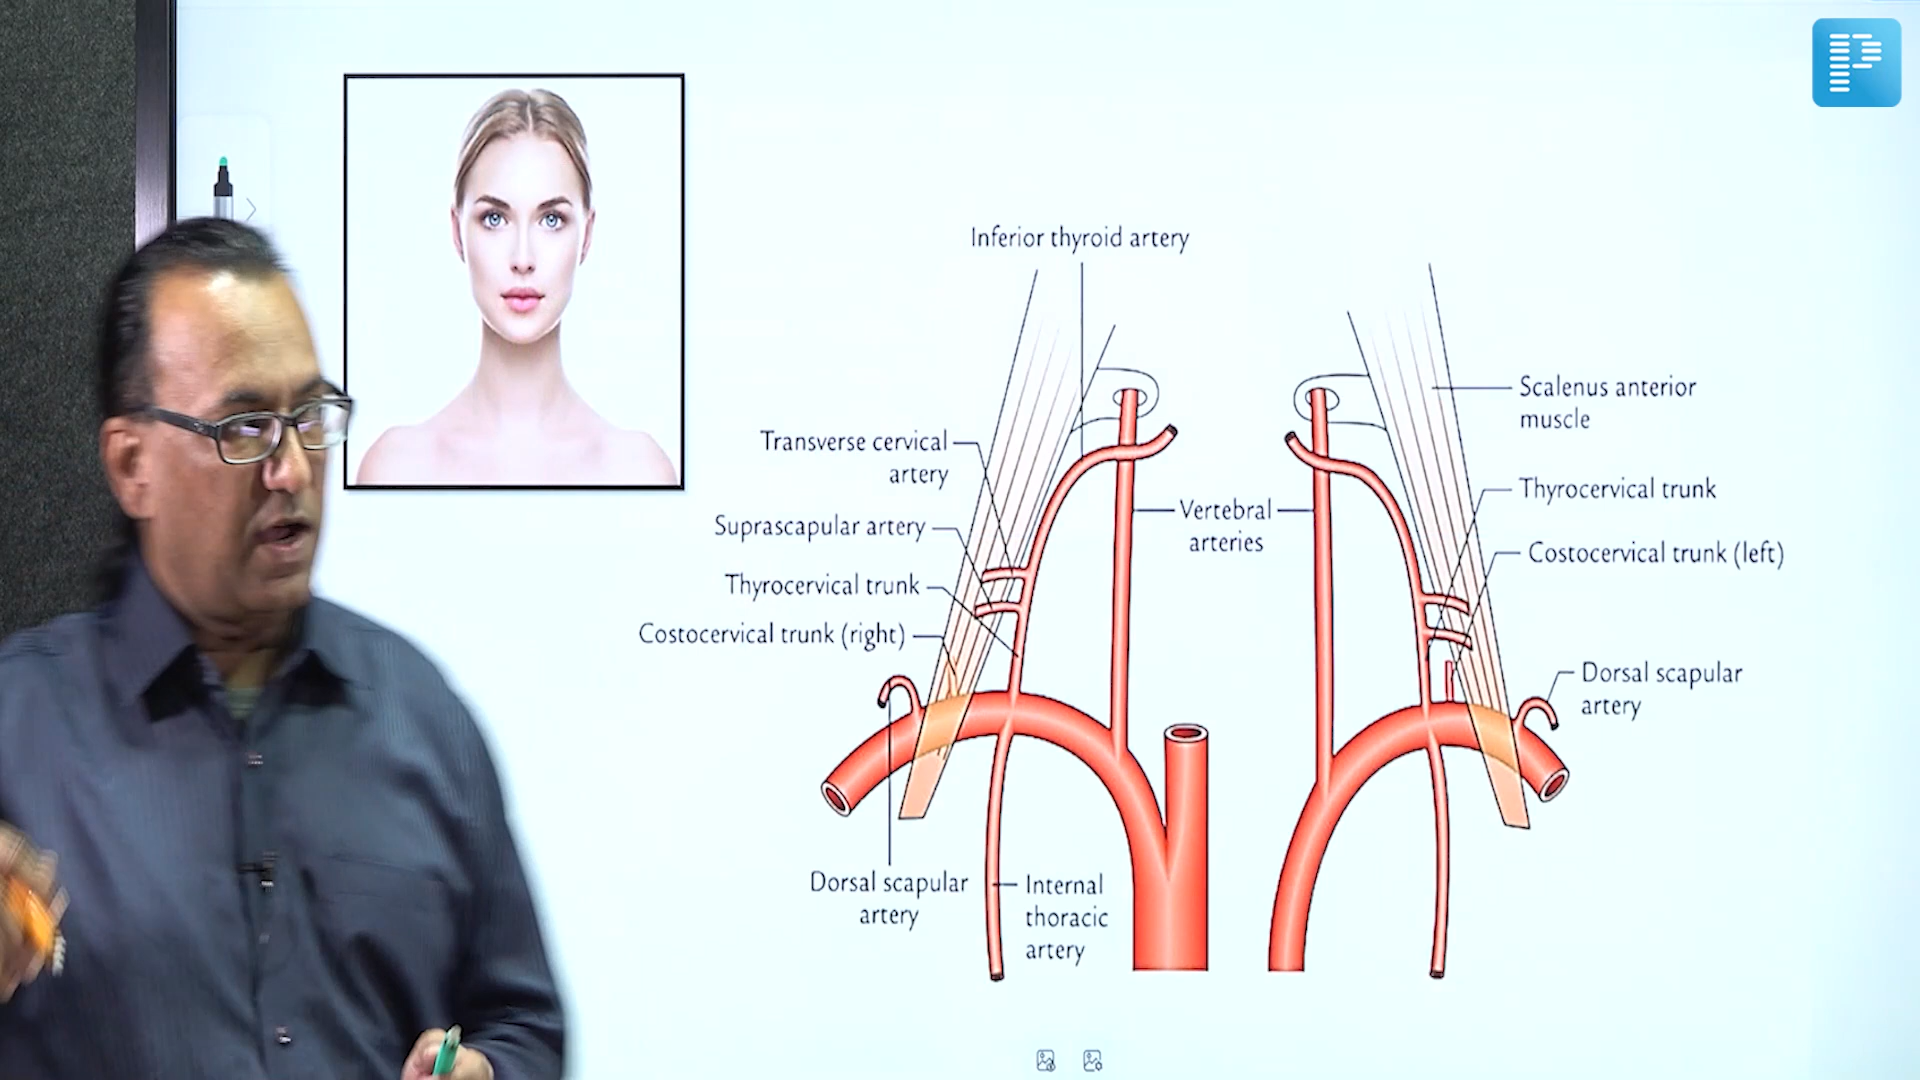 Inferior thyroid artery
Transverse cervical
artery
Suprascapular artery
Thyrocervical trunk
Costocervical trunk (right)
Dorsal scapular
artery
Internal
thoracic
artery
Vertebral
arteries
Scalenus anterior
muscle
Thyrocervical trunk
Costocervical trunk (left)
Dorsal scapular
artery
P